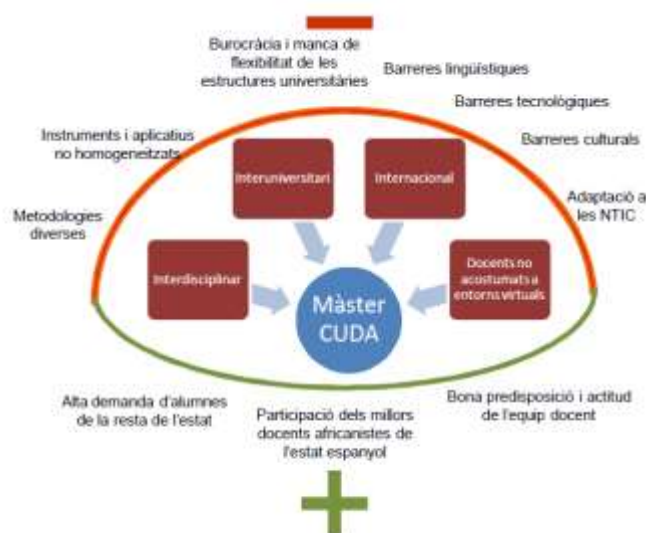 Burocràcia i manca de
flexibilitat de les
estructures universitàries
Barreres lingüístiques
Barreres tecnològiques
Barreres culturals
Instruments i aplicatius
no homogeneitzats
Adaptació a
les NTIC
Metodologies
diverses
Interuniversitari
Internacional
Interdisciplinar
Docents no
acostumats a
entorns virtuals
Màster
CUDA
Alta demanda d'alumnes
de la resta de l'estat
Participació dels millors
docents africanistes de
l'estat espanyol
Bona predisposició i actitud
de l'equip docent